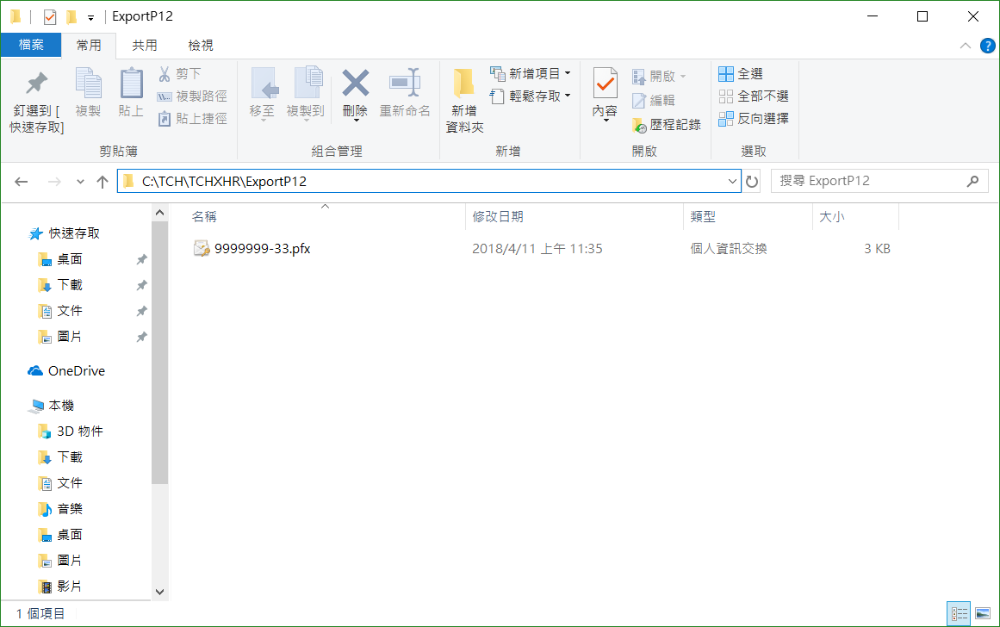 ExportP12
檔案 常用 共用 檢視
釘選到 [
快速存取]
複製
貼上
剪下
複製路徑
貼上捷徑
剪貼簿
移至
複製到
刪除
重新命名
組合管理
新增
資料夾
新增項目
輕鬆存取
新增
內容
開啟
編輯
歷程記錄
開啟
全選
全部不選
反向選擇
選取
C:\TCH\TCHXHR\ExportP12
搜尋 ExportP12
快速存取
桌面
下載
文件
圖片
OneDrive
本機
3D 物件
下載
文件
音樂
桌面
圖片
影片
名稱 修改日期 類型 大小
9999999-33.pfx 2018/4/11 上午 11:35 個人資訊交換 3 KB
1 個項目